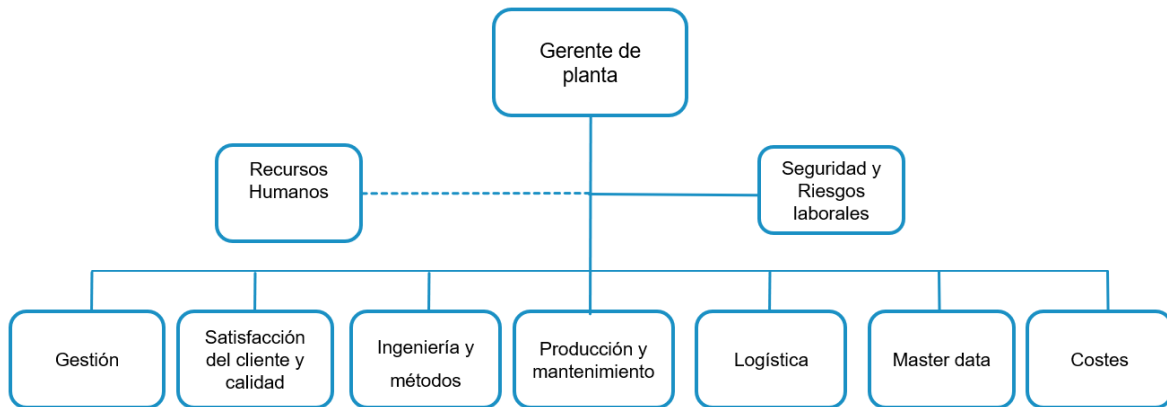 Gerente de
planta
Recursos
Humanos
Seguridad y
Riesgos
laborales
Gestión
Satisfacción
del cliente y
calidad
Ingeniería y
métodos
Producción y
mantenimiento
Logística
Master data
Costes